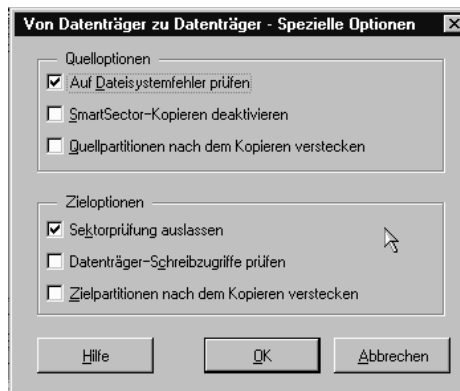 Von Datenträger zu Datenträger - Spezielle Optionen
Quelloptionen
Auf Dateisystemfehler prüfen
SmartSector-Kopieren deaktivieren
Quellpartitionen nach dem Kopieren verstecken
Zieloptionen
Sektorprüfung auslassen
Datenträger-Schreibzugriffe prüfen
Zielpartitionen nach dem Kopieren verstecken
Hilfe
OK
Abbrechen